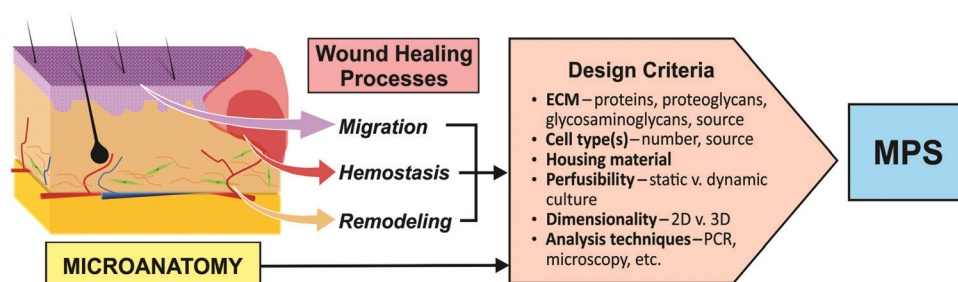 Wound Healing
Processes
Migration
Hemostasis
Remodeling
MICROANATOMY
Design Criteria
• ECM – proteins, proteoglycans,
glycosaminoglycans, source
• Cell type(s) – number, source
• Housing material
• Perfusibility – static v. dynamic
culture
• Dimensionality – 2D v. 3D
• Analysis techniques – PCR,
microscopy, etc.
MPS